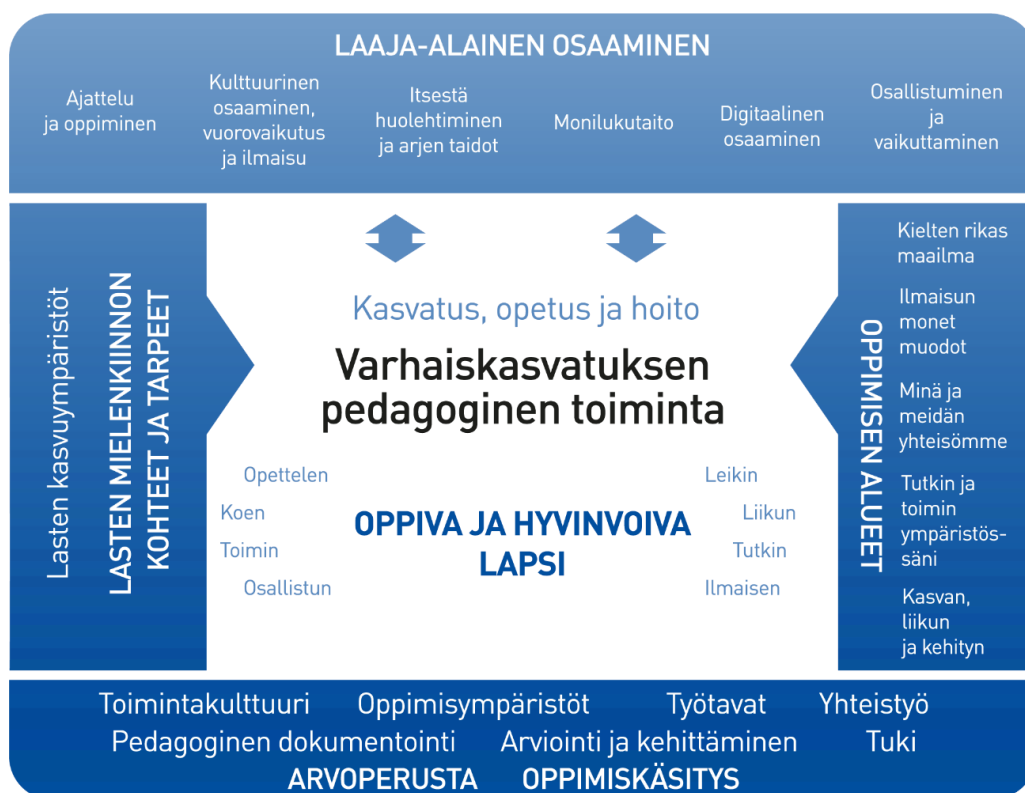 LAAJA-ALAINEN OSAAMINEN
Ajattelu
ja oppiminen
Kulttuurinen
osaaminen,
vuorovaikutus
ja ilmaisu
Itsestä
huolehtiminen
ja arjen taidot
Monilukutaito
Digitaalinen
osaaminen
Osallistuminen
ja
vaikuttaminen
Lasten kasvuympäristöt
LASTEN MIELENKIINNON
KOHTEET JA TARPEET
Kasvatus, opetus ja hoito
Varhaiskasvatuksen
pedagoginen toiminta
Opettelen
Koen
Toimin
Osallistun
OPPIVA JA HYVINVOIVA
LAPSI
Leikin
Liikun
Tutkin
Ilmaisen
OPPIMISEN ALUEET
Kielten rikas
maailma
Ilmaisun
monet
muodot
Minä ja
meidän
yhteisömme
Tutkin ja
toimin
ympäristös-
säni
Kasvan,
liikun
ja kehityn
Toimintakulttuuri Oppimisympäristöt Työtavat Yhteistyö
Pedagoginen dokumentointi Arviointi ja kehittäminen Tuki
ARVOPERUSTA OPPIMISKÄSITYS